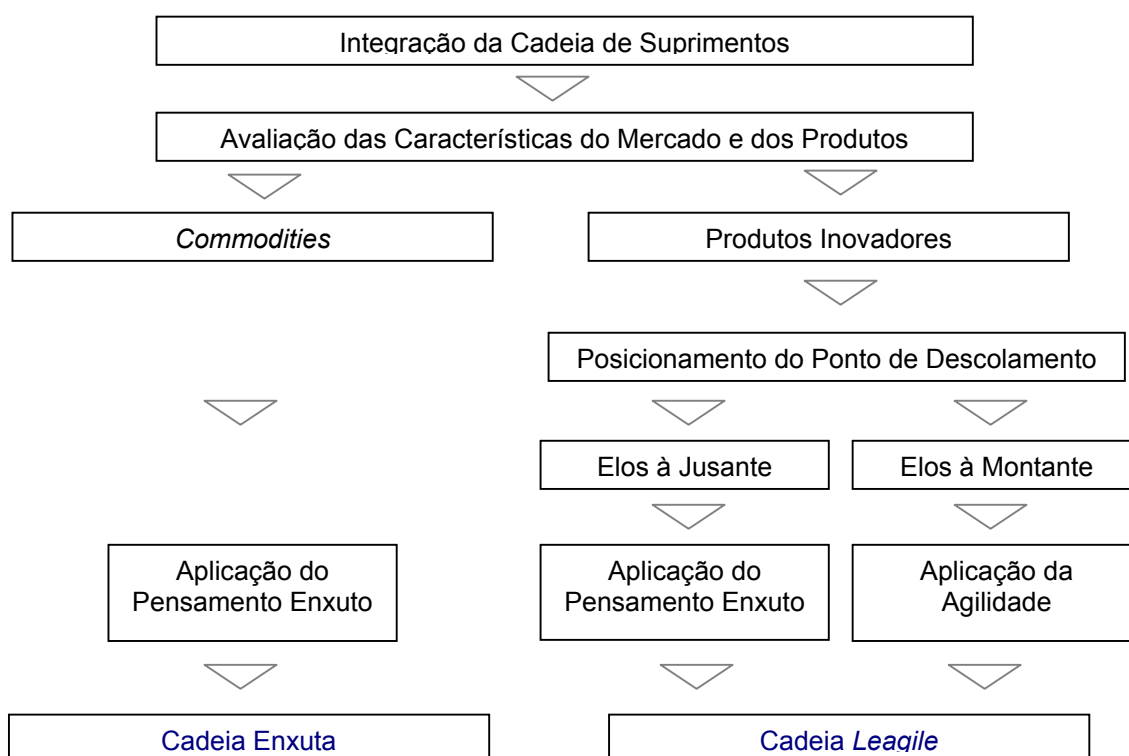 Integração da Cadeia de Suprimentos
Avaliação das Características do Mercado e dos Produtos
Commodities
Produtos Inovadores
Posicionamento do Ponto de Descolamento
Elos à Jusante
Elos à Montante
Aplicação do
Pensamento Enxuto
Aplicação do
Pensamento Enxuto
Aplicação da
Agilidade
Cadeia Enxuta
Cadeia Leagile